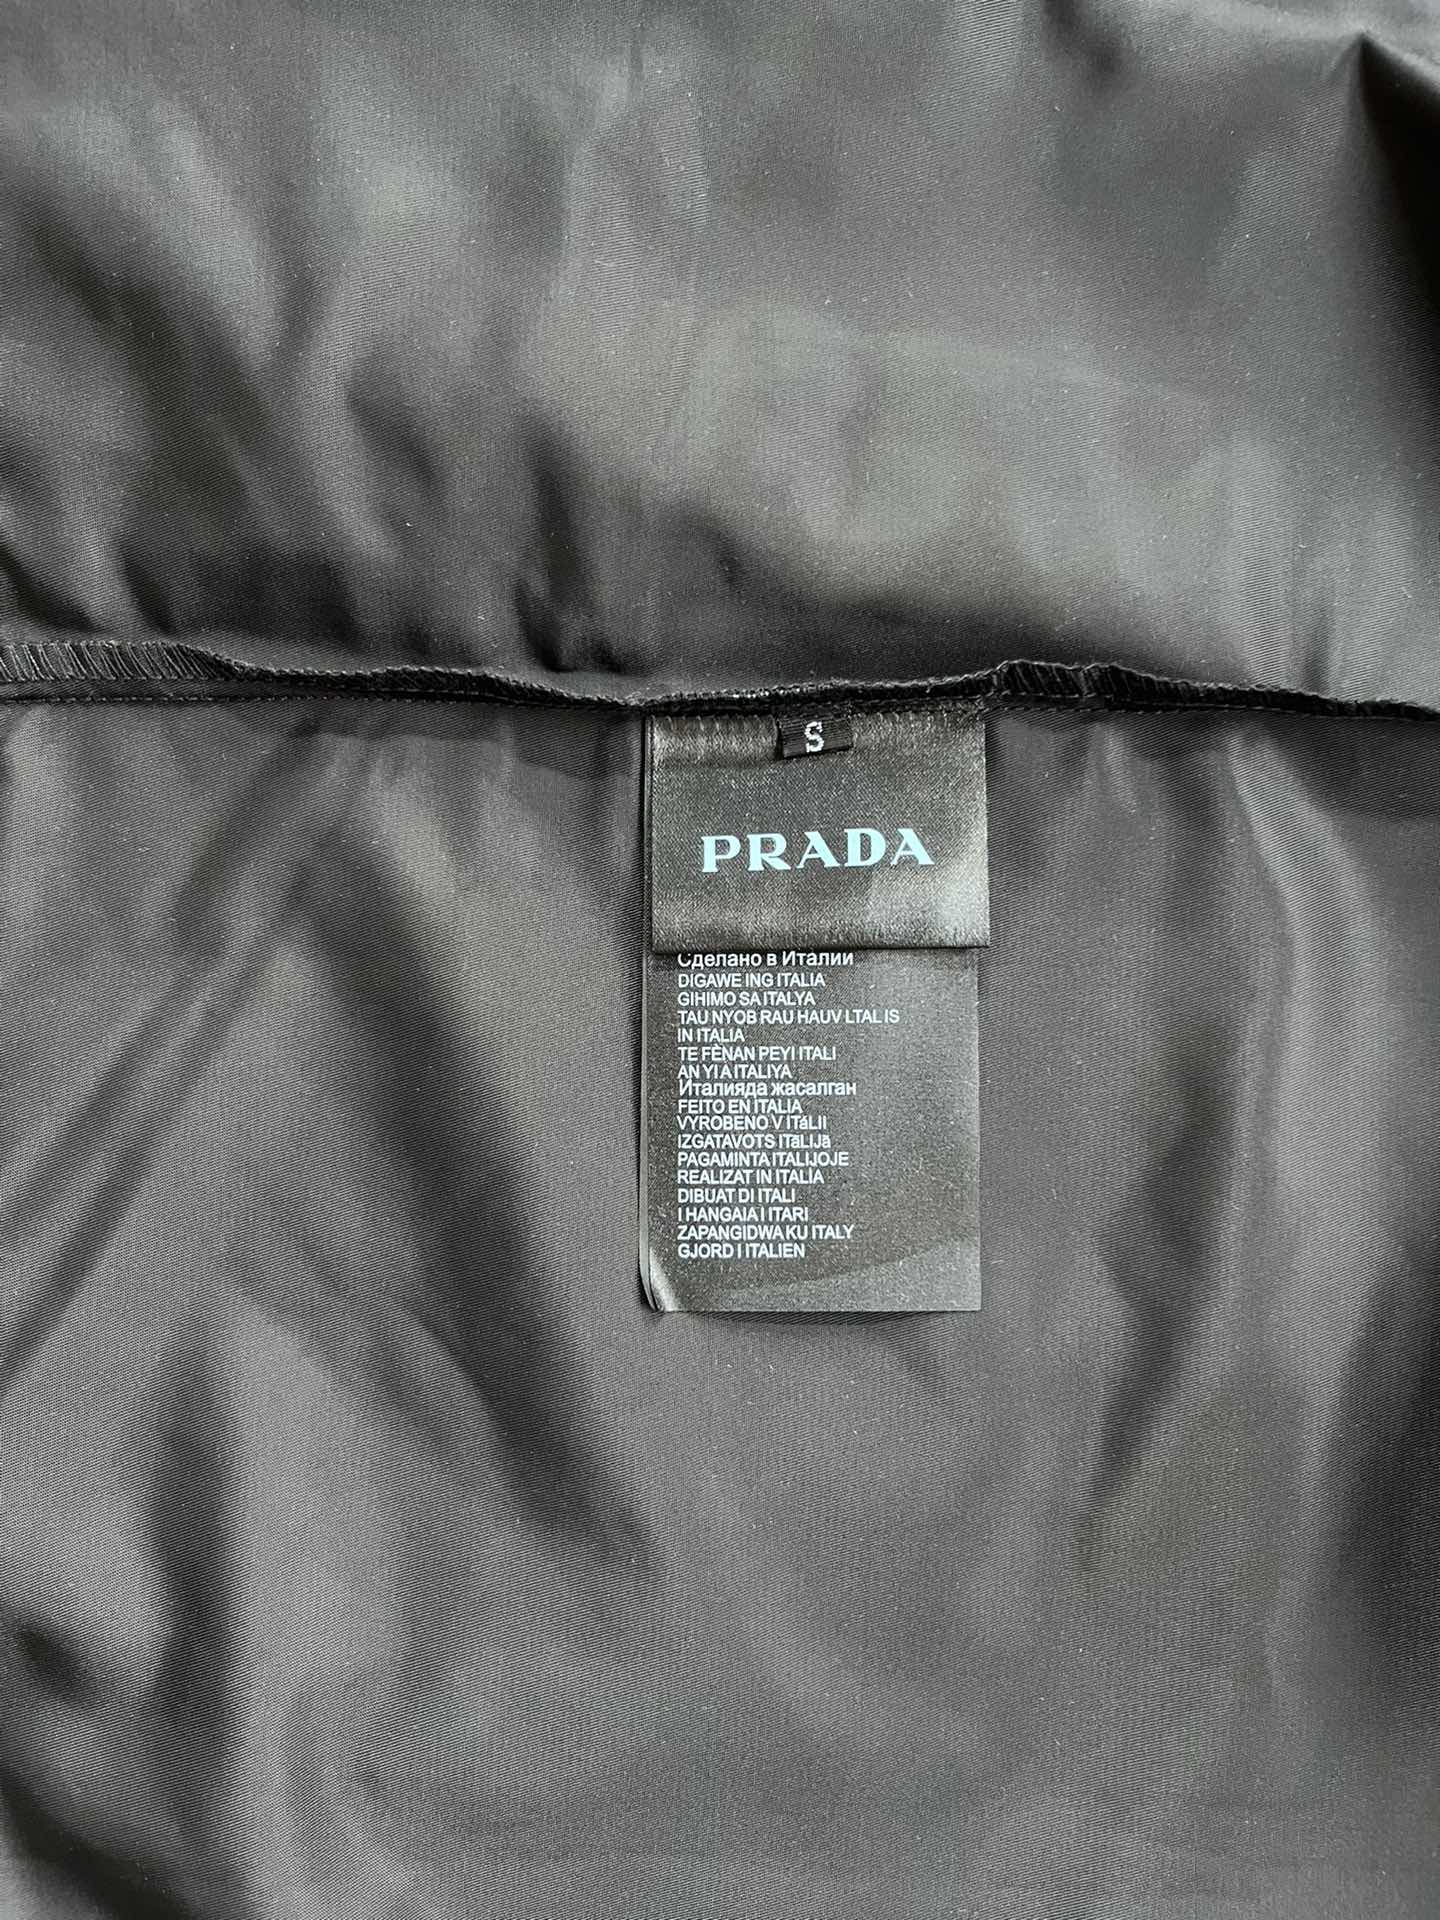 S
PRADA
Сделано в Италии
DIGAWE ING ITALIA
GIHIMO SA ITALYA
TAU NYOB RAU HAUV LTAL IS
IN ITALIA
TE FÈNAN PEYI ITALI
AN YI A ITALIYA
Италияда жасалган
FEITO EN ITALIA
VYROBENO V ITáLII
IZGATAVOTS ITāLIJā
PAGAMINTA ITALIJOJE
REALIZAT IN ITALIA
DIBUAT DI ITALI
I HANGAIA I ITARI
ZAPANGIDWA KU ITALY
GJORD I ITALIEN